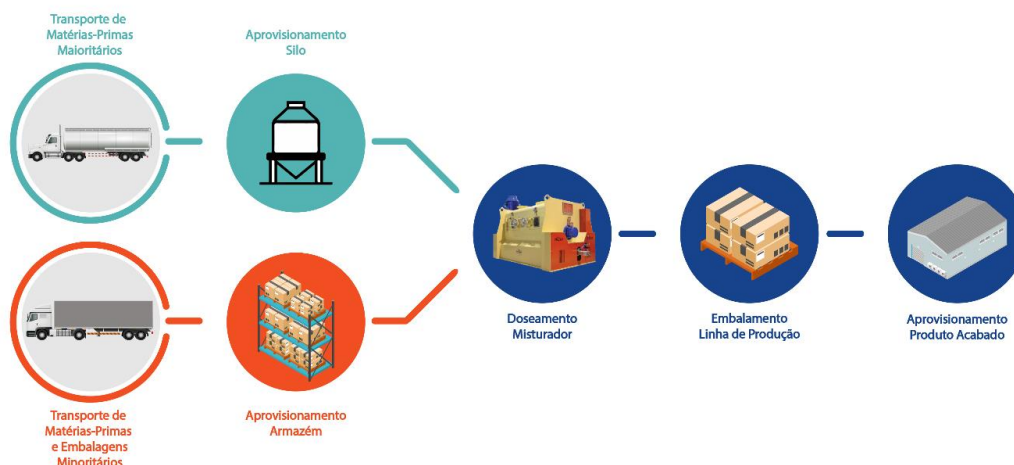 Transporte de
Matérias-Primas
Maioritários
Aprovisionamento
Silo
Doseamento
Misturador
Embalamento
Linha de Produção
Aprovisionamento
Produto Acabado
Transporte de
Matérias-Primas
e Embalagens
Minoritários
Aprovisionamento
Armazém